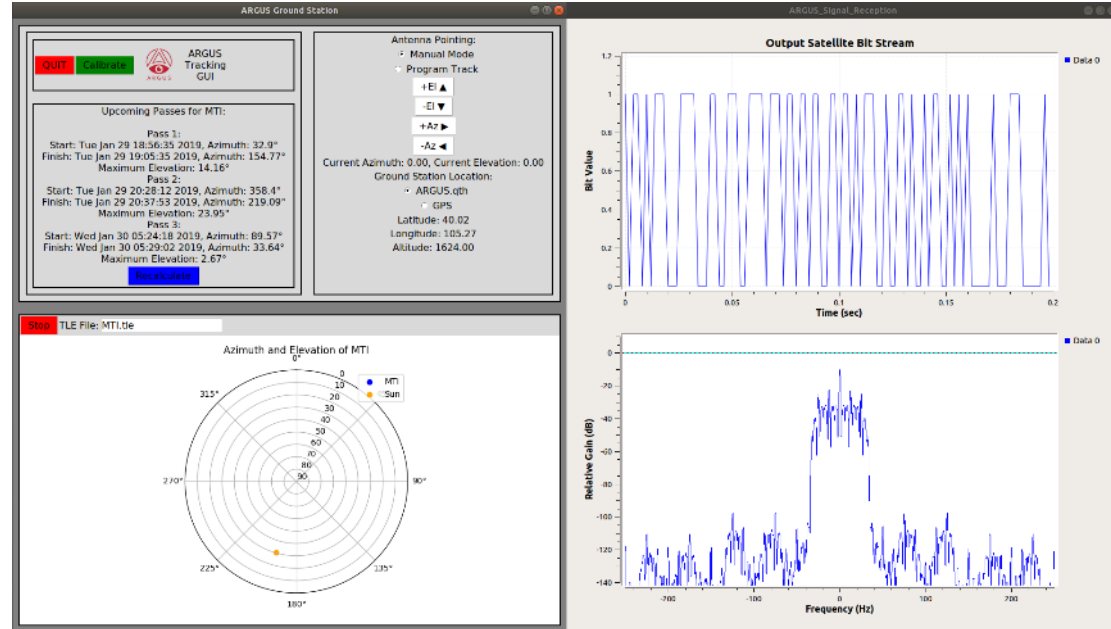 ARGUS Ground Station
QUIT
Calibrate
ARGUS
ARGUS
Tracking
GUI
Upcoming Passes for MTI:
Pass 1:
Start: Tue Jan 29 18:56:35 2019, Azimuth: 32.9°
Finish: Tue Jan 29 19:05:35 2019, Azimuth: 154.77°
Maximum Elevation: 14.16°
Pass 2:
Start: Tue Jan 29 20:28:12 2019, Azimuth: 358.4°
Finish: Tue Jan 29 20:37:53 2019, Azimuth: 219.09°
Maximum Elevation: 23.95°
Pass 3:
Start: Wed Jan 30 05:24:18 2019, Azimuth: 89.57°
Finish: Wed Jan 30 05:29:02 2019, Azimuth: 33.64°
Maximum Elevation: 2.67°
Recalculate
Antenna Pointing:
Manual Mode
Program Track
+El ▲
-El ▼
+Az ▶
-Az ◀
Current Azimuth: 0.00, Current Elevation: 0.00
Ground Station Location:
ARGUS.qth
GPS
Latitude: 40.02
Longitude: 105.27
Altitude: 1624.00
Stop TLE File: MTI.tle
Azimuth and Elevation of MTI
0°
315°
270°
225°
180°
135°
90°
0
10
20
30
40
50
60
70
80
90
MTI
Sun
ARGUS_Signal_Reception
Output Satellite Bit Stream
Data 0
Bit Value
1.2
1
0.8
0.6
0.4
0.2
0
0 0.05 0.1 0.15 0.2
Time (sec)
Data 0
Relative Gain (dB)
0
-20
-40
-60
-80
-100
-120
-140
-200 -100 0 100 200
Frequency (Hz)